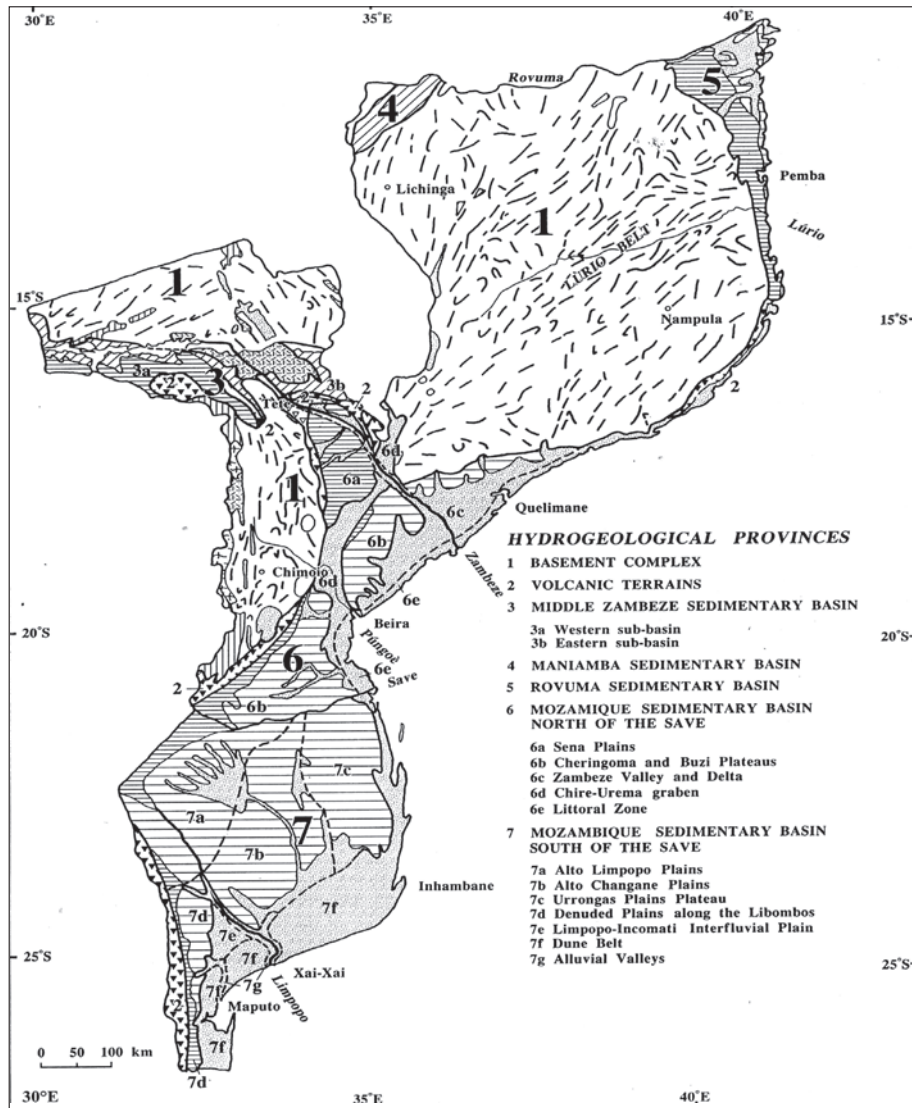 30°E 35°E 40°E
5
Rovuma
4
Pemba
Lichinga
1
Lúrio
LÙRIO BELT
1
15°S 15°S
Nampula
3a 3 3b 2
2 2
2
Tete
2
6d
6a
1
6c
Quelimane
6b
Zambeze
Chimoio
6d
6e
Beira
20°S 20°S
Púngoè
6
6e
Save
2
6b
7c
7a
7
7b
Inhambane
7f
7d
7e
7f
Xai-Xai
25°S 25°S
7g
7f
Limpopo
2
Maputo
7f
7d
0 50 100 km
30°E 35°E 40°E
HYDROGEOLOGICAL PROVINCES
1 BASEMENT COMPLEX
2 VOLCANIC TERRAINS
3 MIDDLE ZAMBEZE SEDIMENTARY BASIN
3a Western sub-basin
3b Eastern sub-basin
4 MANIAMBA SEDIMENTARY BASIN
5 ROVUMA SEDIMENTARY BASIN
6 MOZAMIQUE SEDIMENTARY BASIN
NORTH OF THE SAVE
6a Sena Plains
6b Cheringoma and Buzi Plateaus
6c Zambeze Valley and Delta
6d Chire-Urema graben
6e Littoral Zone
7 MOZAMBIQUE SEDIMENTARY BASIN
SOUTH OF THE SAVE
7a Alto Limpopo Plains
7b Alto Changane Plains
7c Urrongas Plains Plateau
7d Denuded Plains along the Libombos
7e Limpopo-Incomati Interfluvial Plain
7f Dune Belt
7g Alluvial Valleys